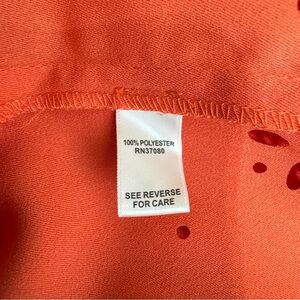 100% POLYESTER
RN37080
SEE REVERSE
FOR CARE